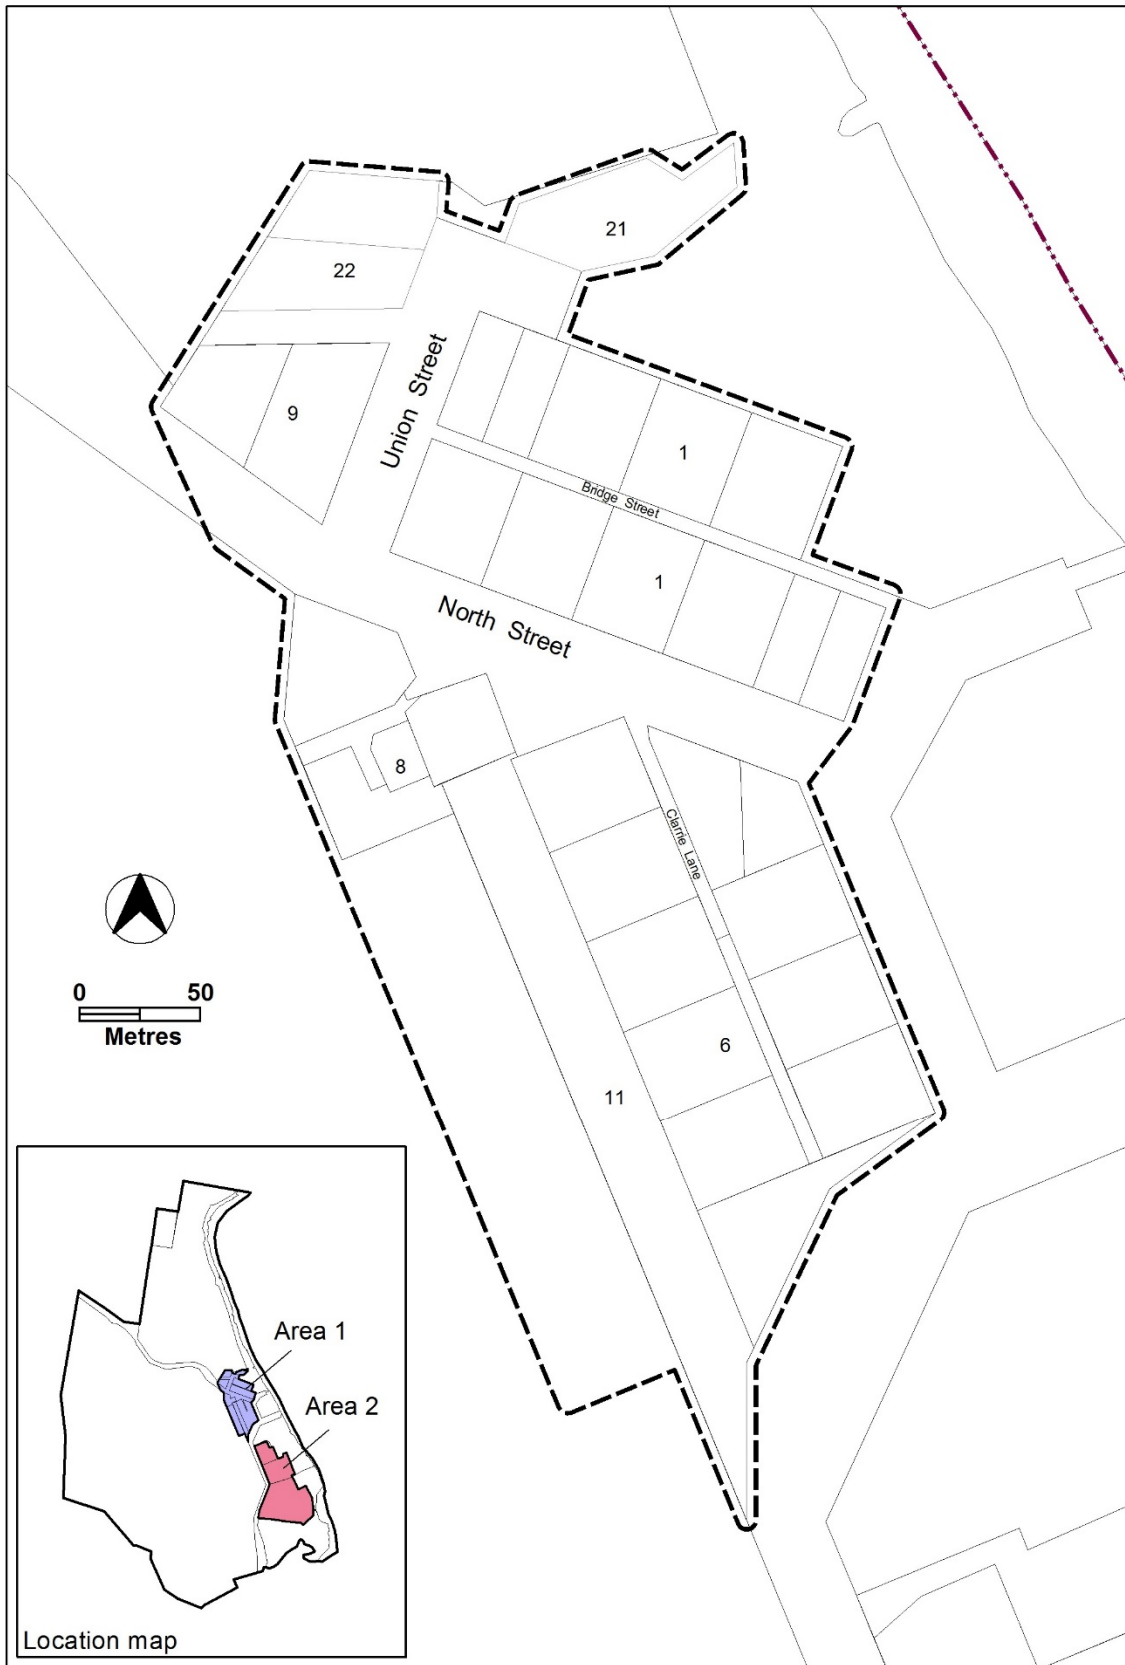 21
22
9
Union Street
1
Bridge Street
1
North Street
8
Clarrie Lane
0 50
Metres
6
11
Area 1
Area 2
Location map